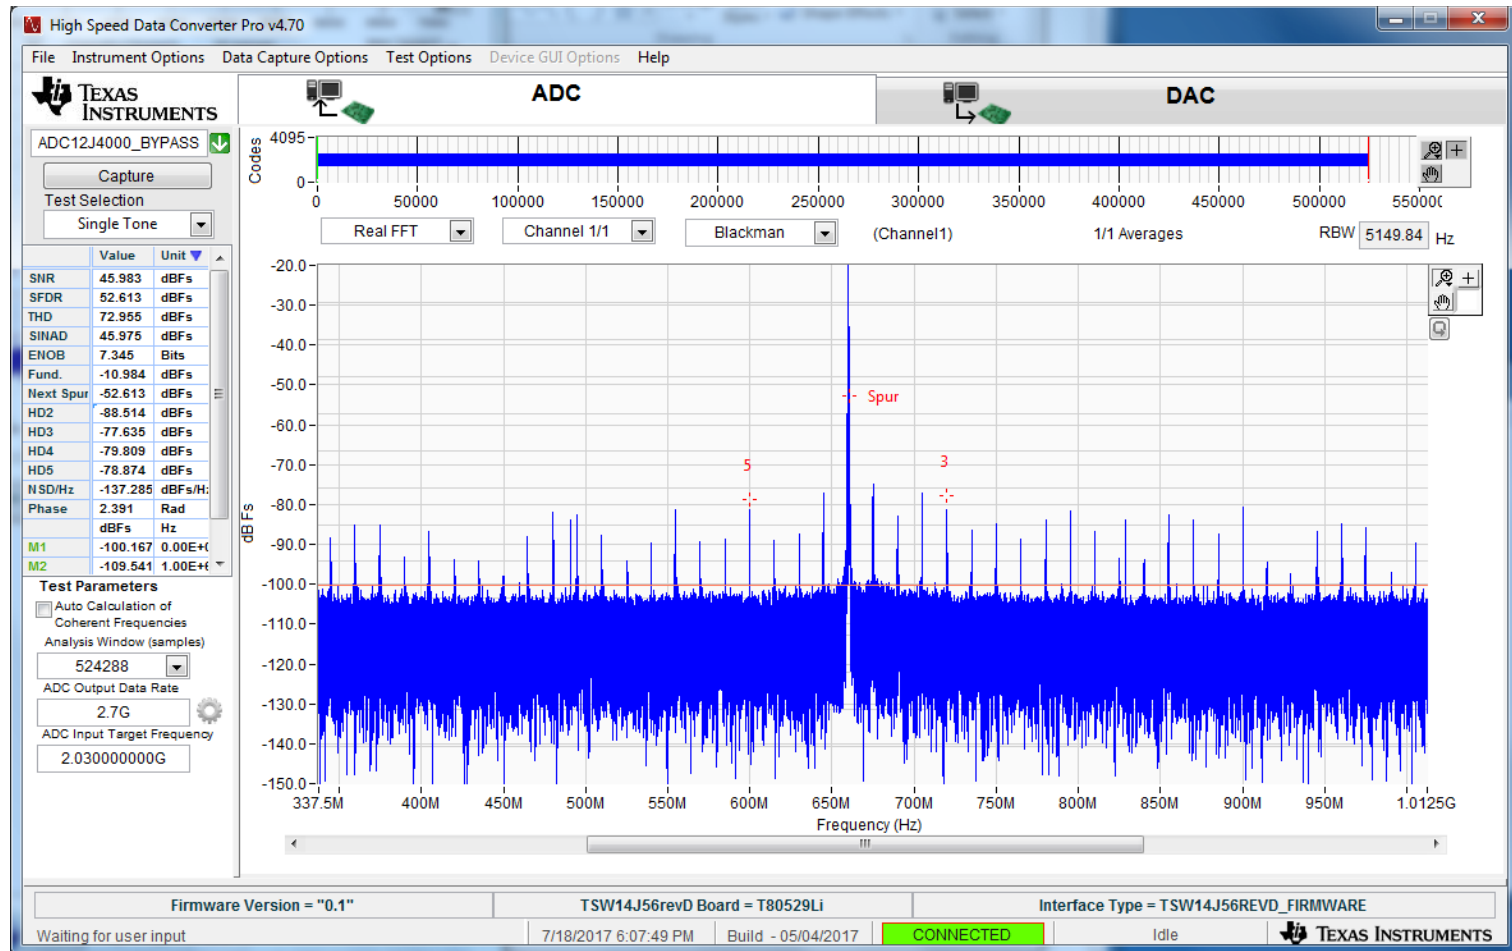 High Speed Data Converter Pro v4.70
File Instrument Options Data Capture Options Test Options Device GUI Options Help
TEXAS INSTRUMENTS
ADC
DAC
ADC12J4000_BYPASS
Capture
Test Selection
Single Tone
Value Unit
SNR 45.983 dBFs
SFDR 52.613 dBFs
THD 72.955 dBFs
SINAD 45.975 dBFs
ENOB 7.345 Bits
Fund. -10.984 dBFs
Next Spur -52.613 dBFs
HD2 -88.514 dBFs
HD3 -77.635 dBFs
HD4 -79.809 dBFs
HD5 -78.874 dBFs
NSD/Hz -137.285 dBFs/H
Phase 2.391 Rad
dBFs Hz
M1 -100.167 0.00E+
M2 -109.541 1.00E+
Test Parameters
Auto Calculation of
Coherent Frequencies
Analysis Window (samples)
524288
ADC Output Data
Rate
2.7G
ADC Input Target Frequency
2.030000000G
Codes
4095
0
0 50000 100000 150000 200000 250000 300000 350000 400000 450000 500000 55000
Real FFT Channel 1/1 Blackman (Channel1) 1/1 Averages RBW 5149.84 Hz
dBFs
-20.0
-30.0
-40.0
-50.0
-60.0
-70.0
-80.0
-90.0
-100.0
-110.0
-120.0
-130.0
-140.0
-150.0
Spur
5
3
337.5M 400M 450M 500M 550M 600M 650M 700M 750M 800M 850M 900M 950M 1.0125G
Frequency (Hz)
Firmware Version = "0.1" TSW14J56revD Board = T80529Li Interface Type = TSW14J56REVD_FIRMWARE
Waiting for user input 7/18/2017 6:07:49 PM Build - 05/04/2017 CONNECTED Idle TEXAS INSTRUMENTS